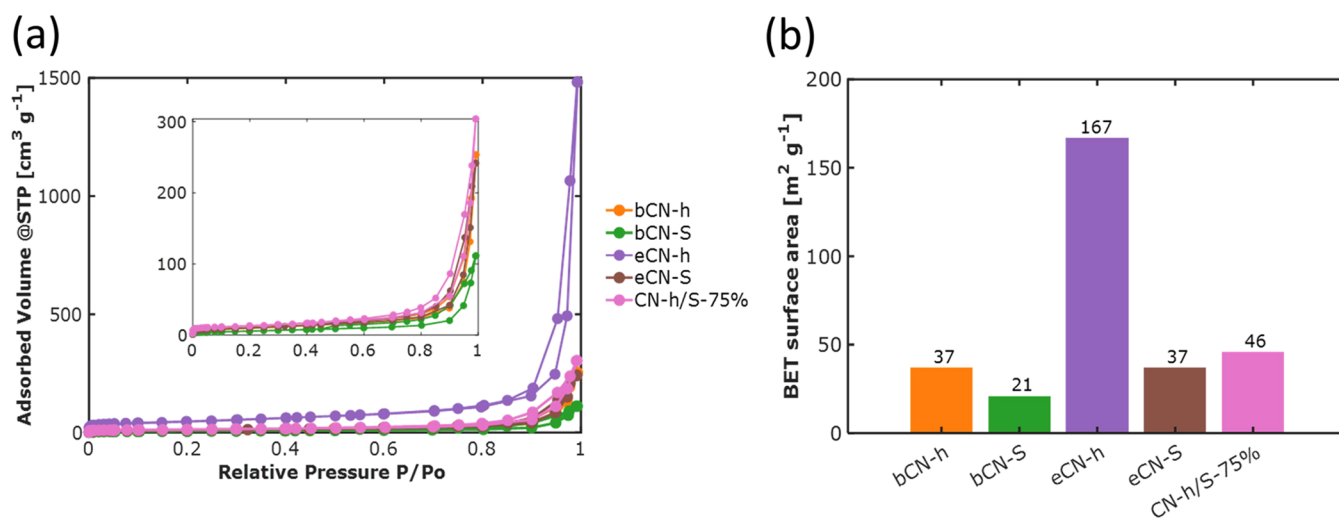 (a)
(b)
Adsorbed Volume @STP [cm³ g⁻¹]
1500
1000
500
0
0
0.2
0.4
0.6
0.8
1
Relative Pressure P/Po
300
200
100
0
0
0.2
0.4
0.6
0.8
1
bCN-h
bCN-S
eCN-h
eCN-S
CN-h/S-75%
BET surface area [m² g⁻¹]
200
150
100
50
0
37
21
167
37
46
bCN-h
bCN-S
eCN-h
eCN-S
CN-h/S-75%